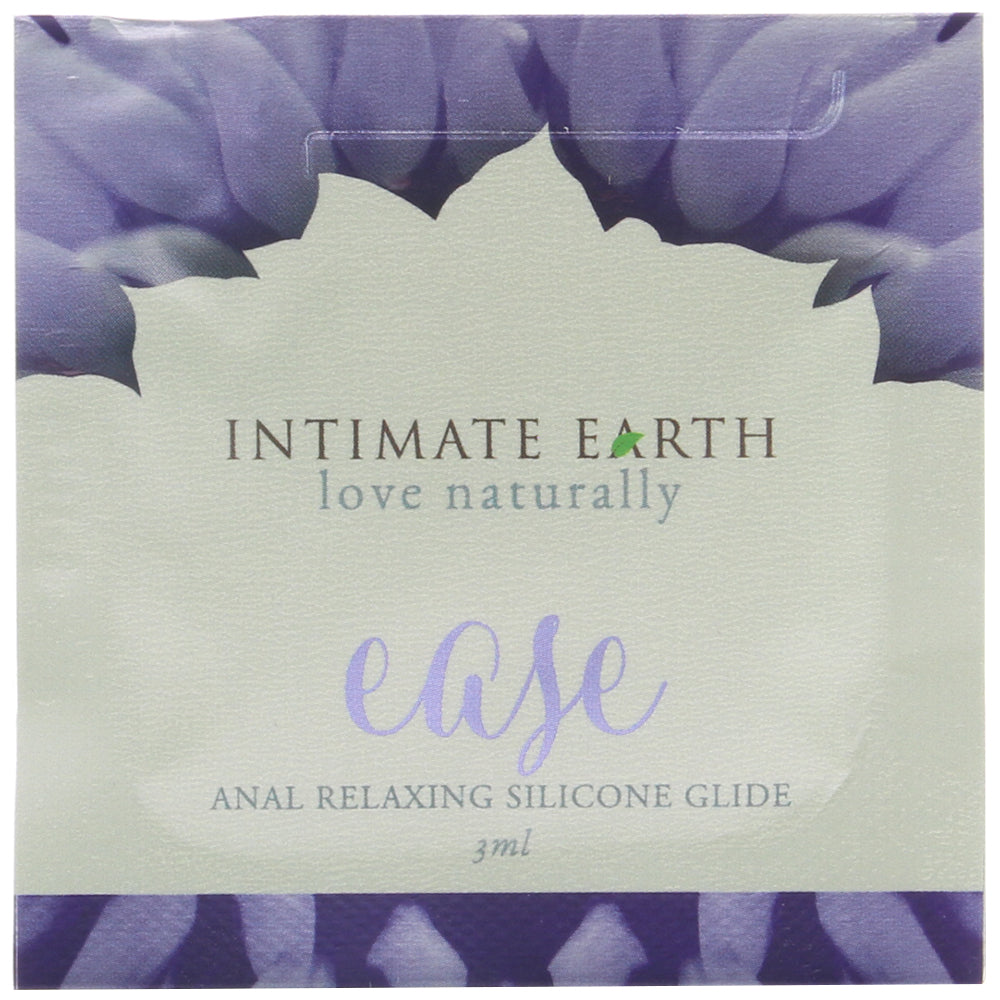 INTIMATE EARTH
love naturally
ease
ANAL RELAXING SILICONE GLIDE
3ml